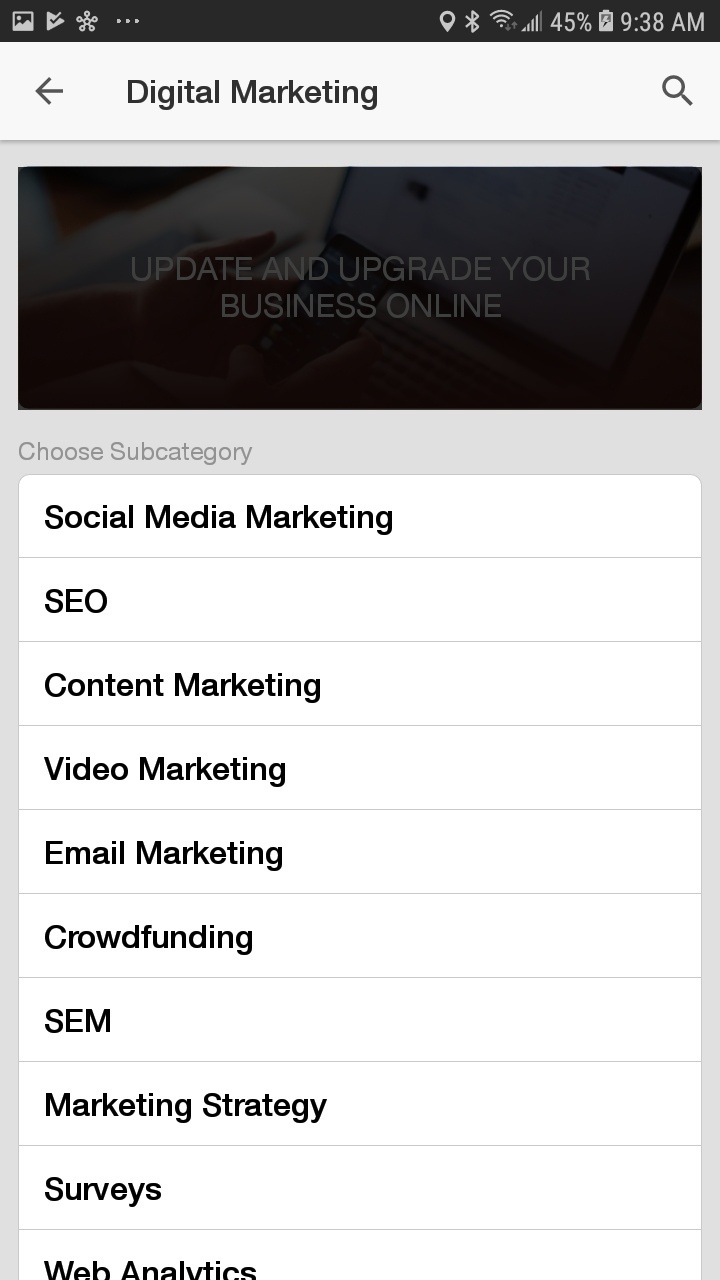 45% 9:38 AM
Digital Marketing
UPDATE AND UPGRADE YOUR
BUSINESS ONLINE
Choose Subcategory
Social Media Marketing
SEO
Content Marketing
Video Marketing
Email Marketing
Crowdfunding
SEM
Marketing Strategy
Surveys
Web Analytics